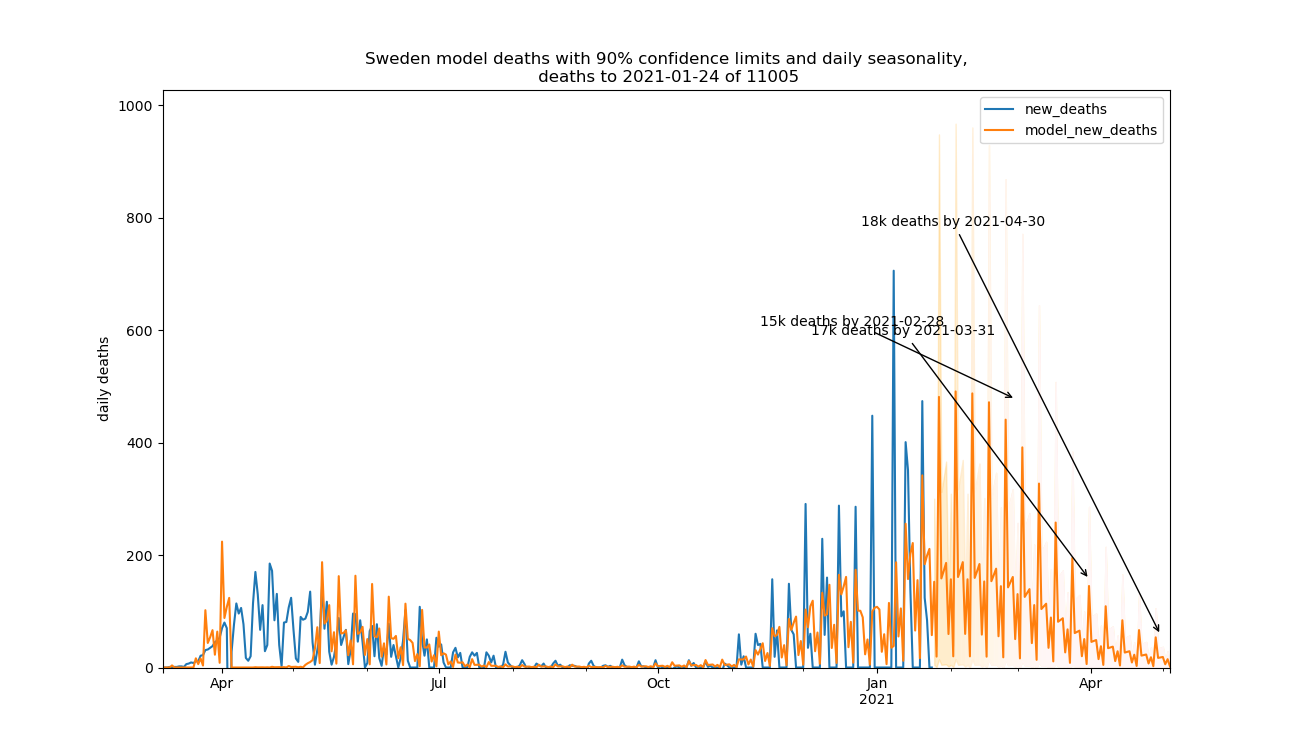 Sweden model deaths with 90% confidence limits and daily seasonality,
deaths to 2021-01-24 of 11005
1000
800
600
400
200
0
daily deaths
new_deaths
model_new_deaths
18k deaths by 2021-04-30
15k deaths by 2021-02-28
17k deaths by 2021-03-31
Apr
Jul
Oct
Jan
2021
Apr